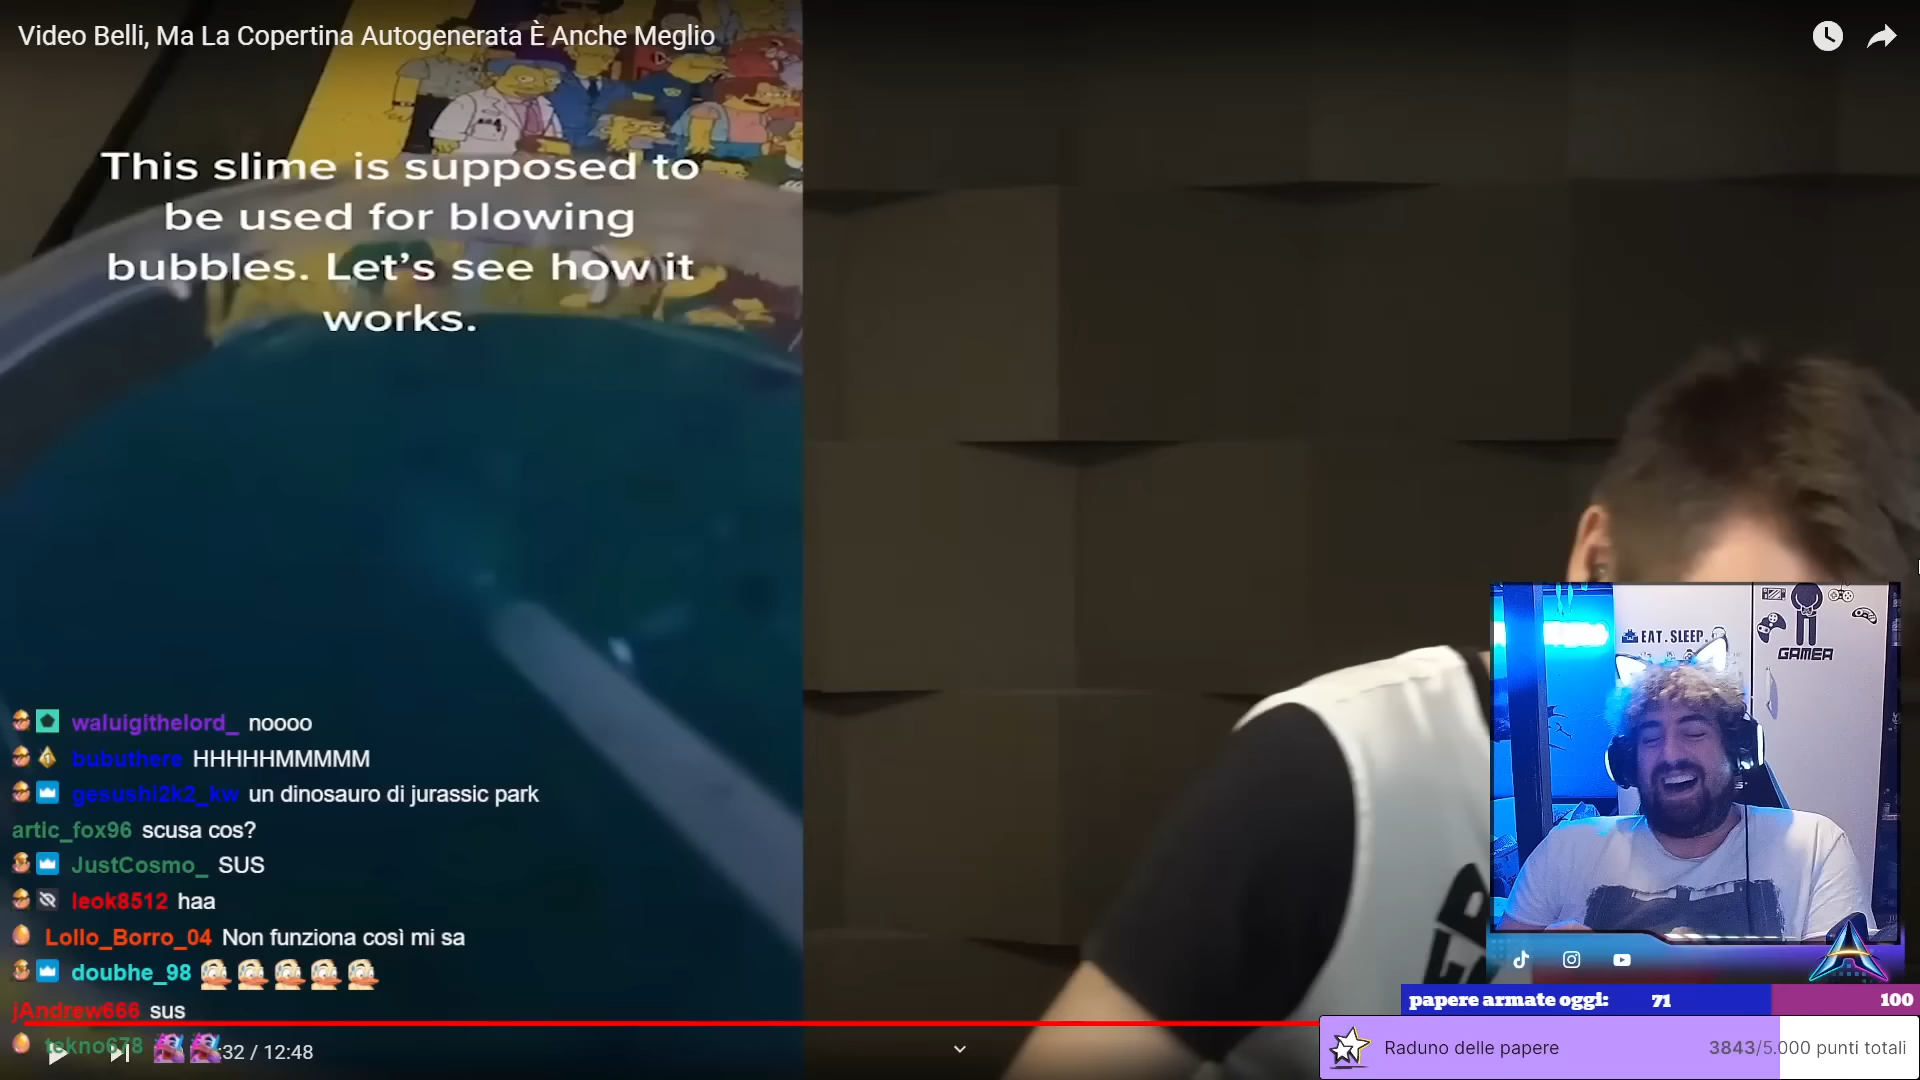 Video Belli, Ma La Copertina Autogenerata È Anche Meglio
This slime is supposed to
be used for blowing
bubbles. Let's see how it
works.
EAT.SLEEP.
GAMER
waluigithelord_ noooo
bubuthere HHHHHMMMMM
gesushi2k2_kw un dinosauro di jurassic park
artic_fox96 scusa cos?
JustCosmo_ SUS
leok8512 haa
Lollo_Borro_04 Non funziona così mi sa
doubhe_98
jAndrew666 sus
tekno678
:32 / 12:48
papere armate oggi: 71 100
Raduno delle papere 3843/5.000 punti totali